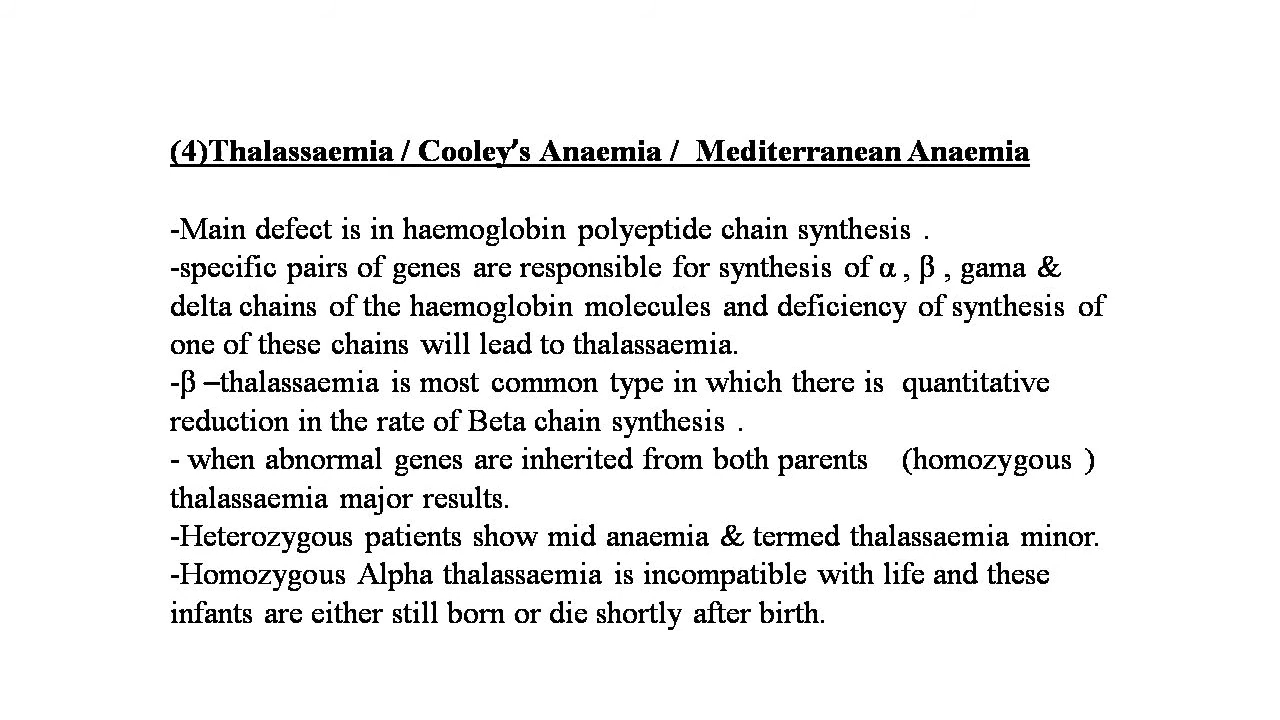 (4)Thalassaemia / Cooley's Anaemia /  Mediterranean Anaemia
-Main defect is in haemoglobin polyeptide chain synthesis .
-specific pairs of genes are responsible for synthesis of α , β , gama &
delta chains of the haemoglobin molecules and deficiency of synthesis of
one of these chains will lead to thalassaemia.
-β –thalassaemia is most common type in which there is  quantitative
reduction in the rate of Beta chain synthesis .
- when abnormal genes are inherited from both parents    (homozygous )
thalassaemia major results.
-Heterozygous patients show mid anaemia & termed thalassaemia minor.
-Homozygous Alpha thalassaemia is incompatible with life and these
infants are either still born or die shortly after birth.